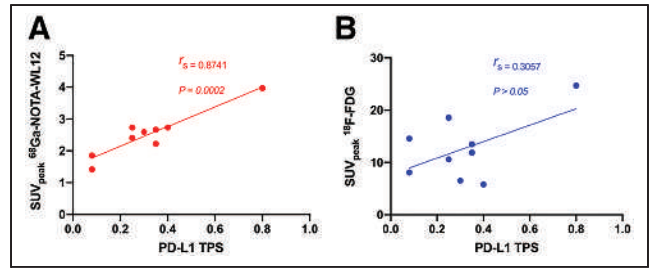 A
SUVpeak 68Ga-NOTA-WL12
5
4
3
2
1
0
0.0 0.2 0.4 0.6 0.8 1.0
PD-L1 TPS
rs = 0.8741
P = 0.0002
B
SUVpeak 18F-FDG
30
20
10
0
0.0 0.2 0.4 0.6 0.8 1.0
PD-L1 TPS
rs = 0.3057
P > 0.05